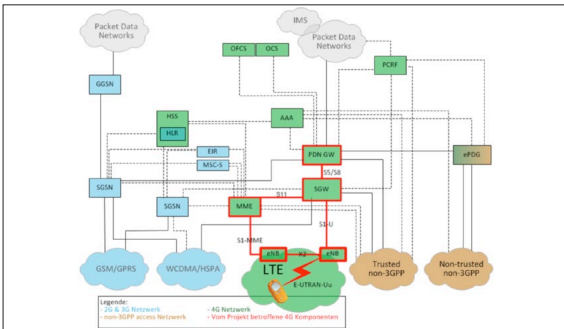 IMS
Packet Data
Networks
Packet Data
Networks
OFCS
OCS
PCRF
GGSN
HSS
HLR
AAA
EIR
MSC-S
PDN GW
ePDG
S5/S8
SGSN
SGSN
MME
S11
SGW
S1-U
S1-MME
eNB
X2
eNB
GSM/GPRS
WCDMA/HSPA
LTE
E-UTRAN-Uu
Trusted
non-3GPP
Non-trusted
non-3GPP
Legende:
- 2G & 3G Netzwerk
- 4G Netzwerk
- non-3GPP access Netzwerk
- Vom Projekt betroffene 4G Komponenten